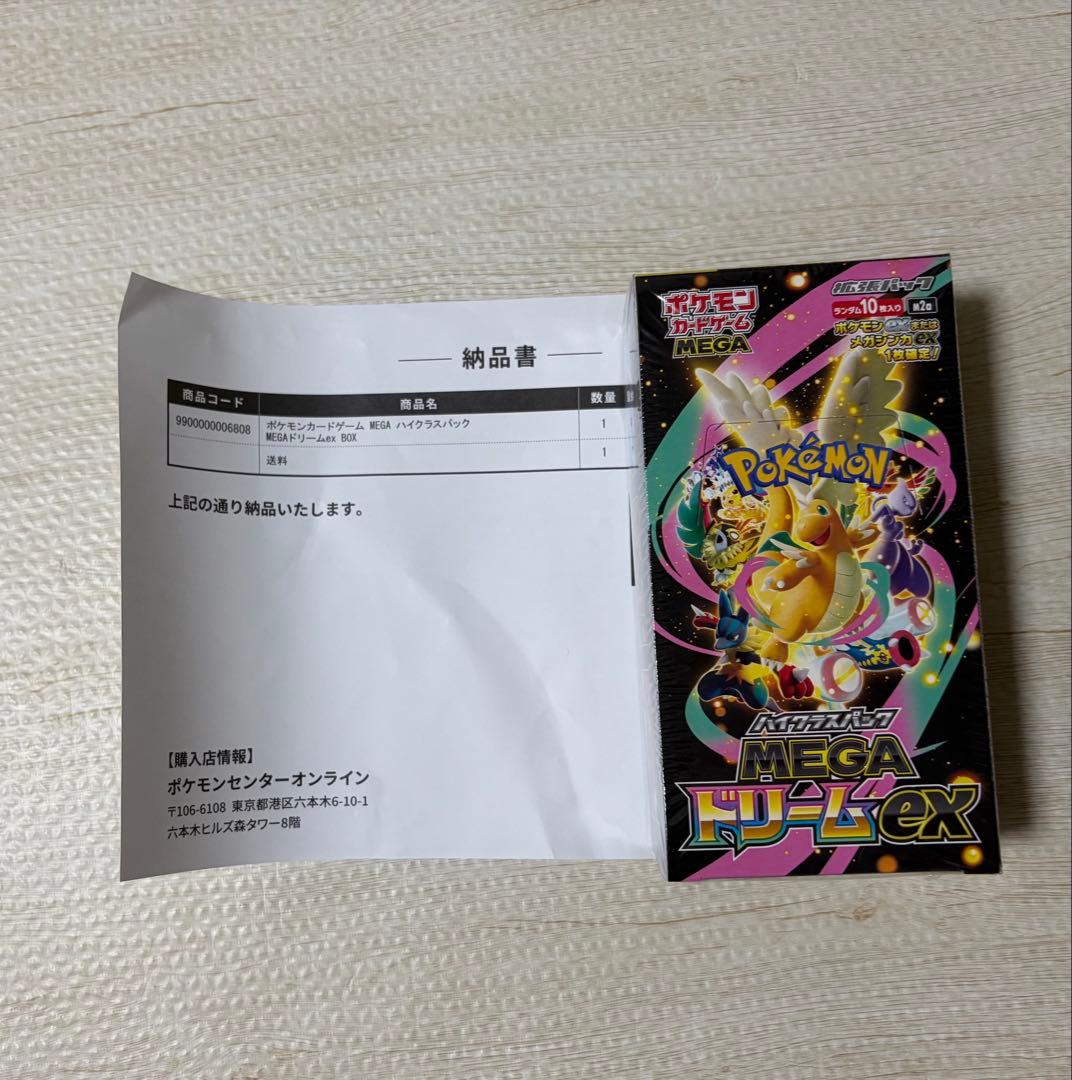 納品書
商品コード 商品名 数量
9900000006808 ポケモンカードゲーム MEGA ハイクラスパック 1
MEGAドリームex BOX
送料 1
上記の通り納品いたします。
【購入店情報】
ポケモンセンターオンライン
〒106-6108 東京都港区六本木6-10-1
六本木ヒルズ森タワー8階
ポケモン
カードゲーム
MEGA
拡張パック
ランダム10枚入り M2a
ポケモンexまたは
メガシンカex
1枚確定！
POKéMON
ハイクラスパック
MEGA
ドリームex